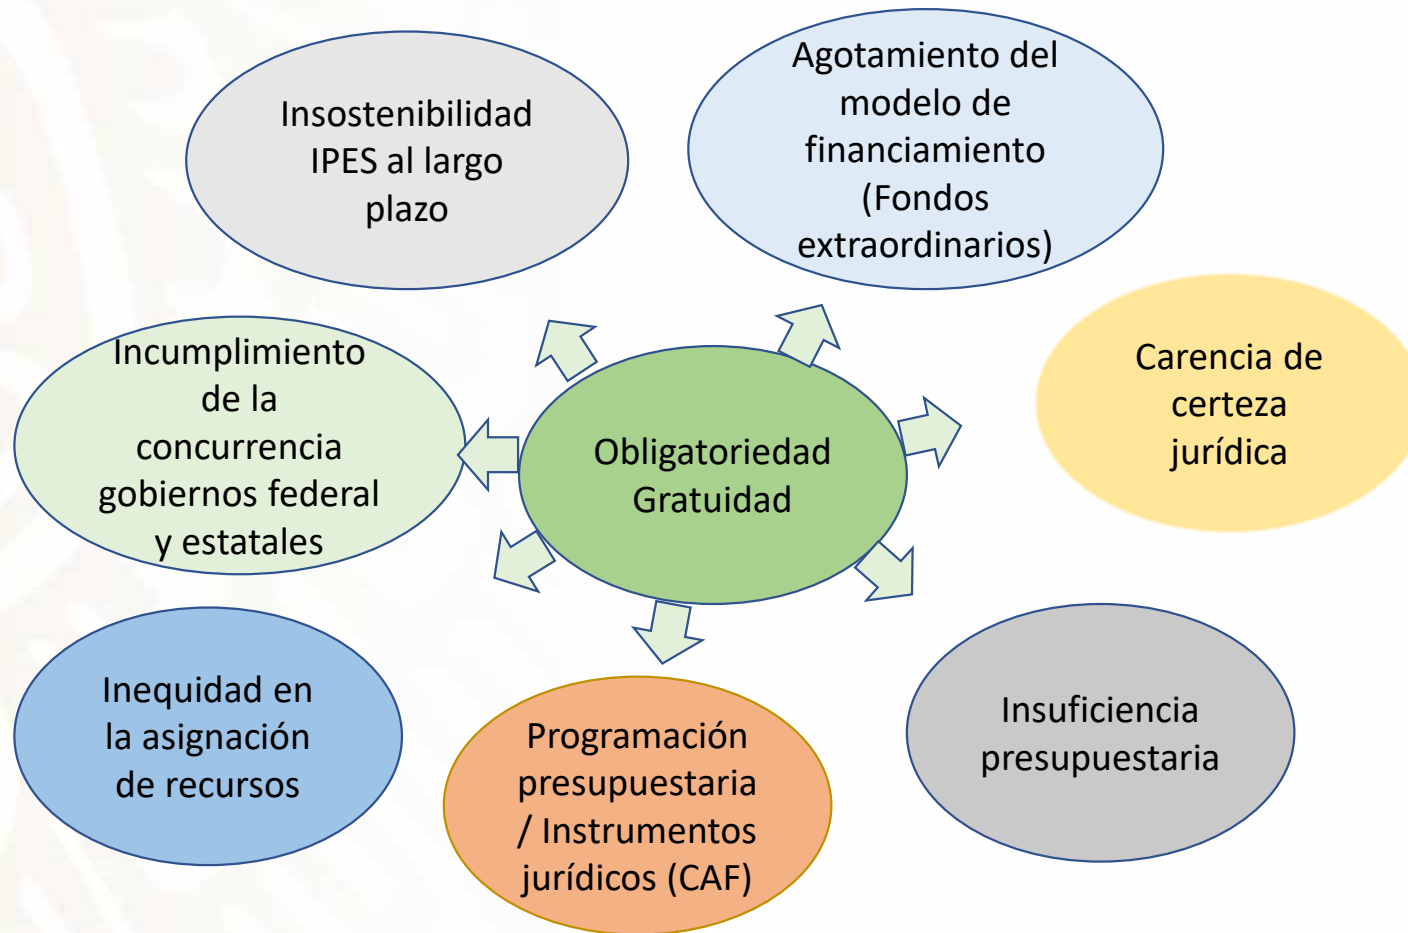 Insostenibilidad
IPES al largo
plazo
Agotamiento del
modelo de
financiamiento
(Fondos
extraordinarios)
Incumplimiento
de la
concurrencia
gobiernos federal
y estatales
Obligatoriedad
Gratuidad
Carencia de
certeza
jurídica
Inequidad en
la asignación
de recursos
Programación
presupuestaria
/ Instrumentos
jurídicos (CAF)
Insuficiencia
presupuestaria